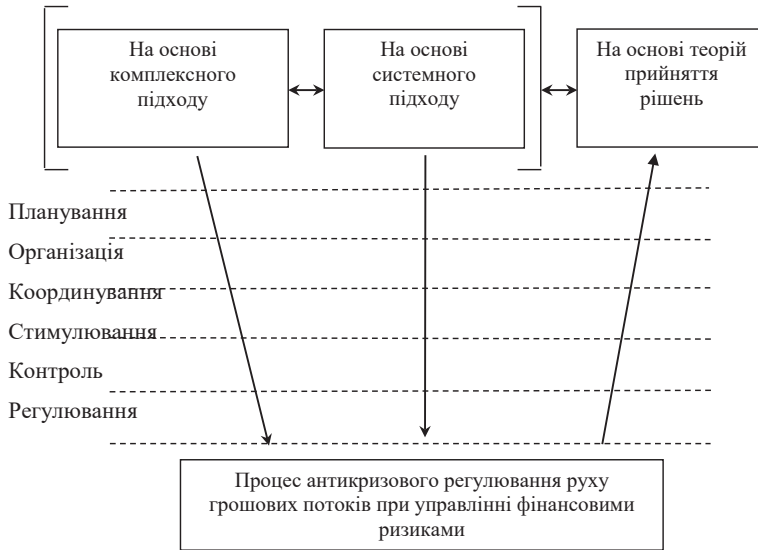 На основі
комплексного
підходу
На основі
системного
підходу
На основі теорій
прийняття
рішень
Планування
Організація
Координування
Стимулювання
Контроль
Регулювання
Процес антикризового регулювання руху
грошових потоків при управлінні фінансовими
ризиками